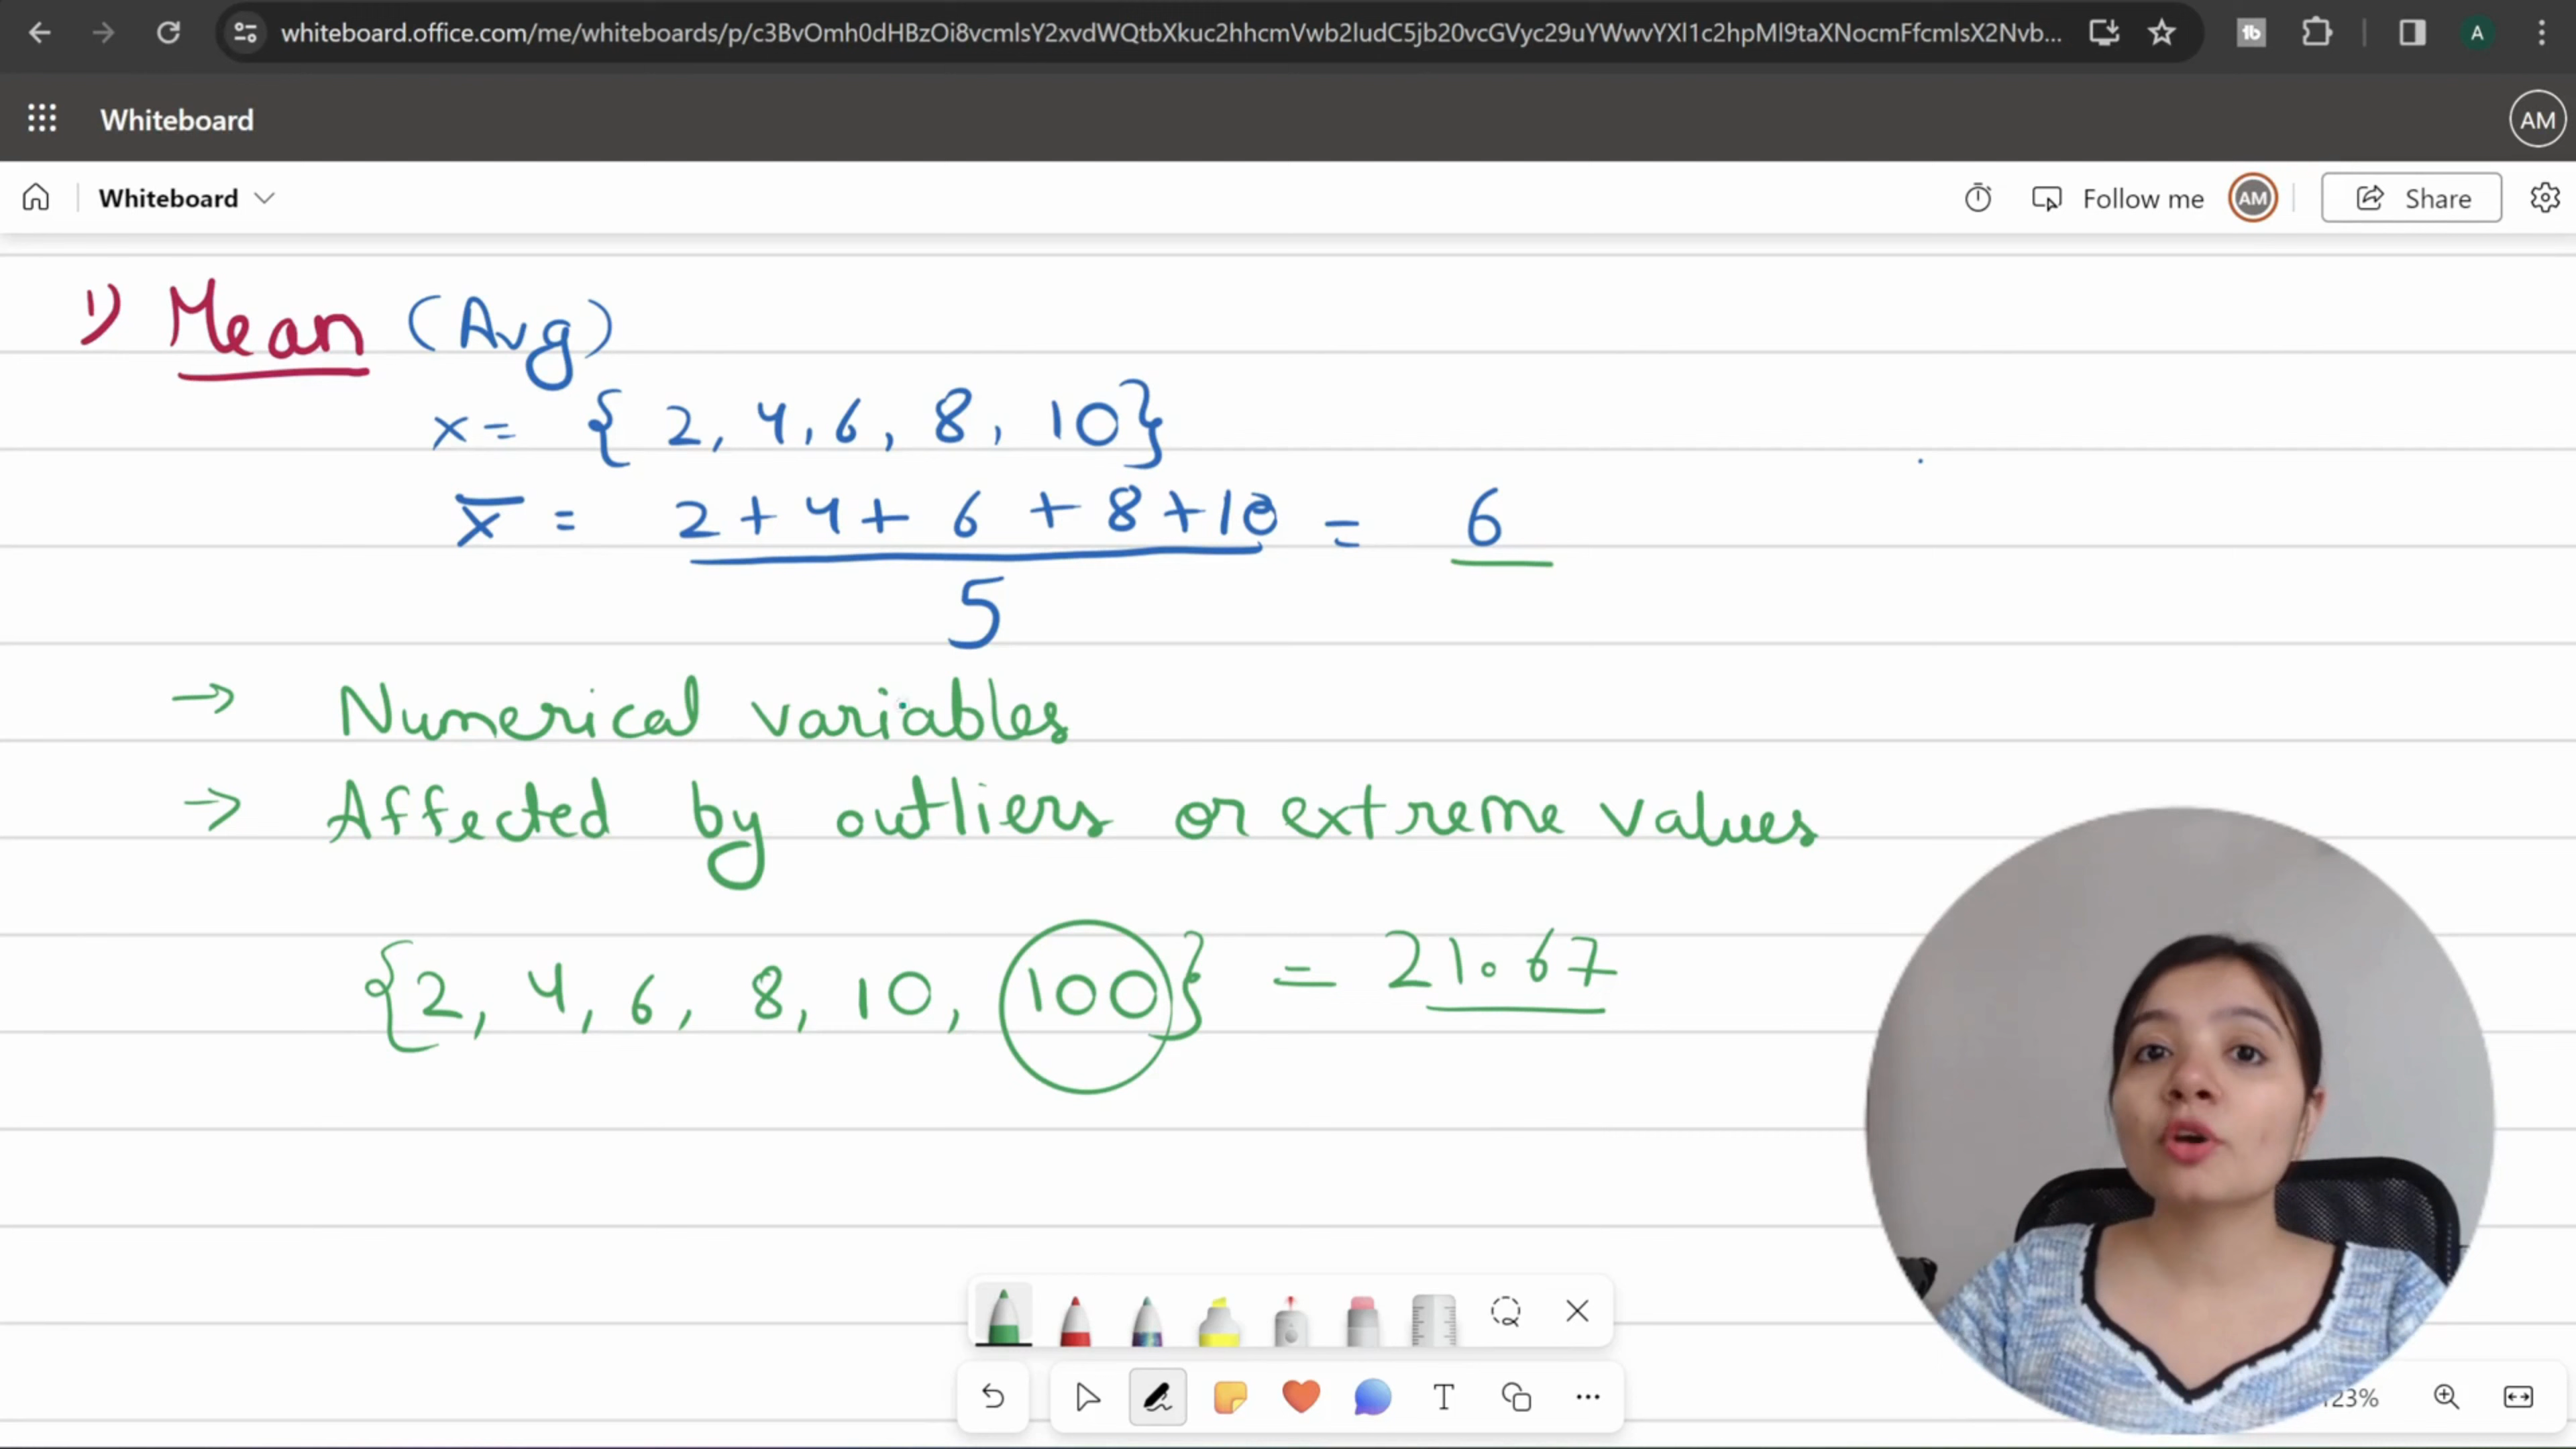 whiteboard.office.com/me/whiteboards/p/c3BvOmh0dHBzOi8vcmlsY2xvdWQtbXkuc2hhcmVwb2ludC5jb20vcGVyc29uYWwvYXl1c2hpMl9taXNocmFfcmlsX2Nvb...
A
Whiteboard
AM
Whiteboard
Follow me
AM
Share
1) Mean (Avg)
x = { 2, 4, 6, 8, 10}
x̅ = 2 + 4 + 6 + 8 + 10 = 6
5
→ Numerical variables
→ Affected by outliers or extreme values
{2, 4, 6, 8, 10, 100} = 21.67
T
23%